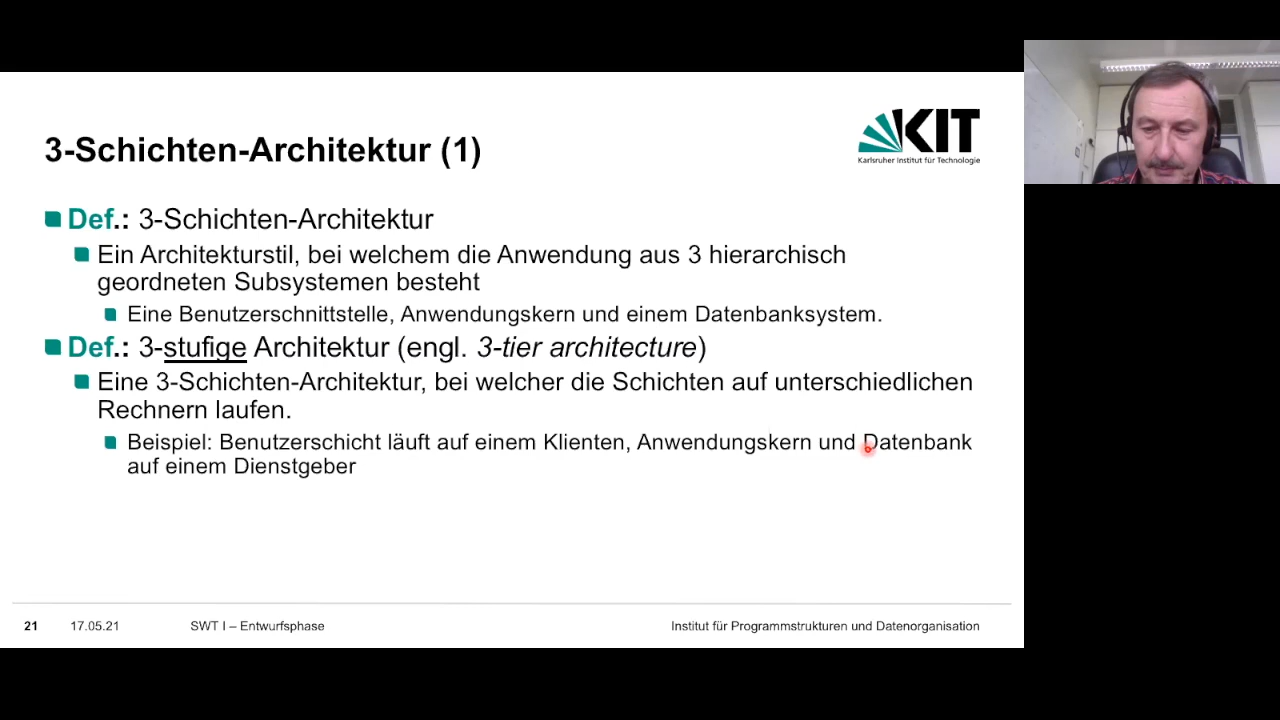 3-Schichten-Architektur (1)
KIT
Karlsruher Institut für Technologie
Def.: 3-Schichten-Architektur
Ein Architekturstil, bei welchem die Anwendung aus 3 hierarchisch
geordneten Subsystemen besteht
Eine Benutzerschnittstelle, Anwendungskern und einem Datenbanksystem.
Def.: 3-stufige Architektur (engl. 3-tier architecture)
Eine 3-Schichten-Architektur, bei welcher die Schichten auf unterschiedlichen
Rechnern laufen.
Beispiel: Benutzerschicht läuft auf einem Klienten, Anwendungskern und Datenbank
auf einem Dienstgeber
21 17.05.21 SWT I – Entwurfsphase Institut für Programmstrukturen und Datenorganisation